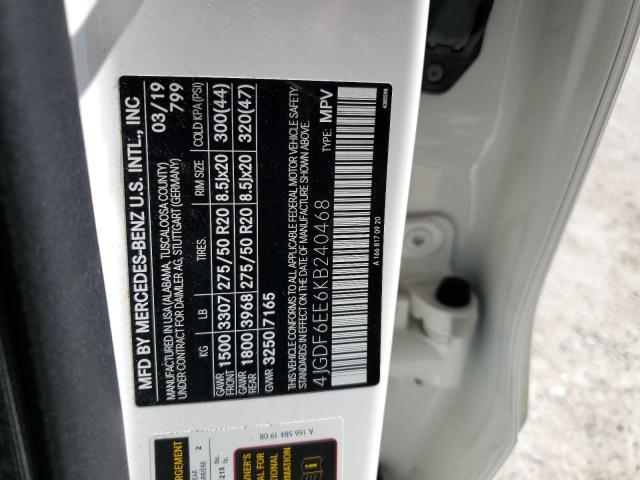 MFD BY MERCEDES-BENZ U.S. INTL., INC
MANUFACTURED IN USA (ALABAMA, TUSCALOOSA COUNTY)
UNDER CONTRACT FOR DAIMLER AG, STUTTGART (GERMANY)
03/19
799
KG LB TIRES RIM SIZE COLD KPA (PSI)
GAWR FRONT 1500 3307 275/50 R20 8.5Jx20 300(44)
GAWR REAR 1800 3968 275/50 R20 8.5Jx20 320(47)
GVWR 3250 7165
THIS VEHICLE CONFORMS TO ALL APPLICABLE FEDERAL MOTOR VEHICLE SAFETY
STANDARDS IN EFFECT ON THE DATE OF MANUFACTURE SHOWN ABOVE.
4JGDF6EE6KB240468 TYPE: MPV
A 166 817 09 20
A 166 584 19 08
2